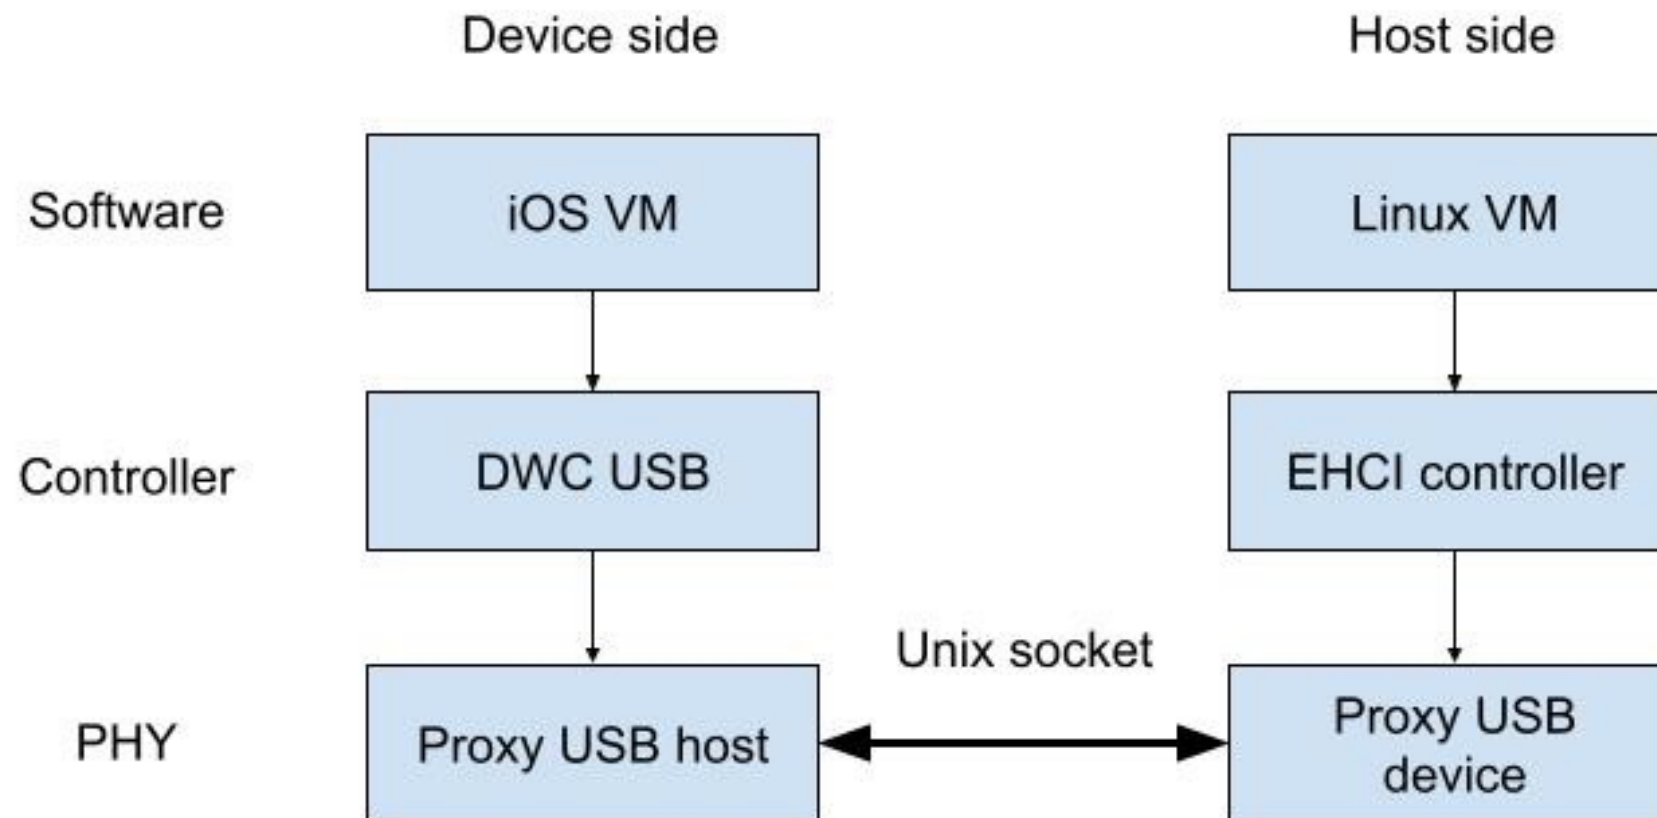 Device side
Host side
Software
iOS VM
Linux VM
Controller
DWC USB
EHCI controller
Unix socket
PHY
Proxy USB host
Proxy USB
device